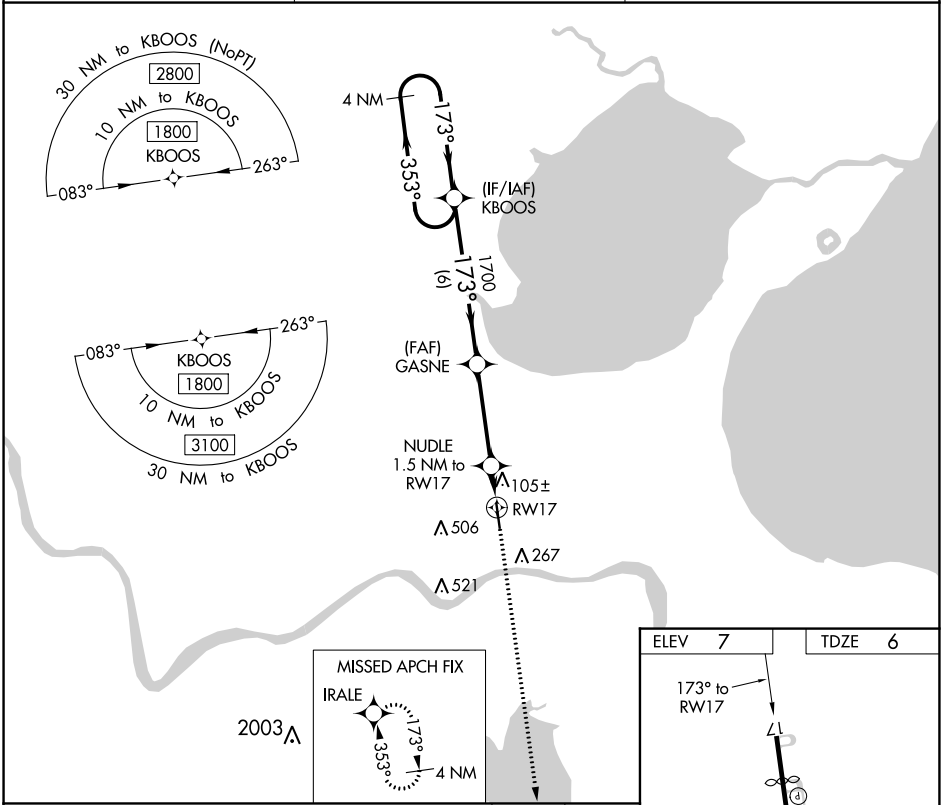 30 NM to KBOOS (NoPT)
2800
10 NM to KBOOS
1800
KBOOS
083°
263°
4 NM
173°
353°
(IF/IAF)
KBOOS
1700
173°
(6)
083°
263°
KBOOS
1800
10 NM to KBOOS
3100
30 NM to KBOOS
(FAF)
GASNE
NUDLE
1.5 NM to
RW17
105±
RW17
506
267
521
MISSED APCH FIX
IRALE
173°
353°
4 NM
2003
ELEV 7
TDZE 6
173° to
RW17
17
P